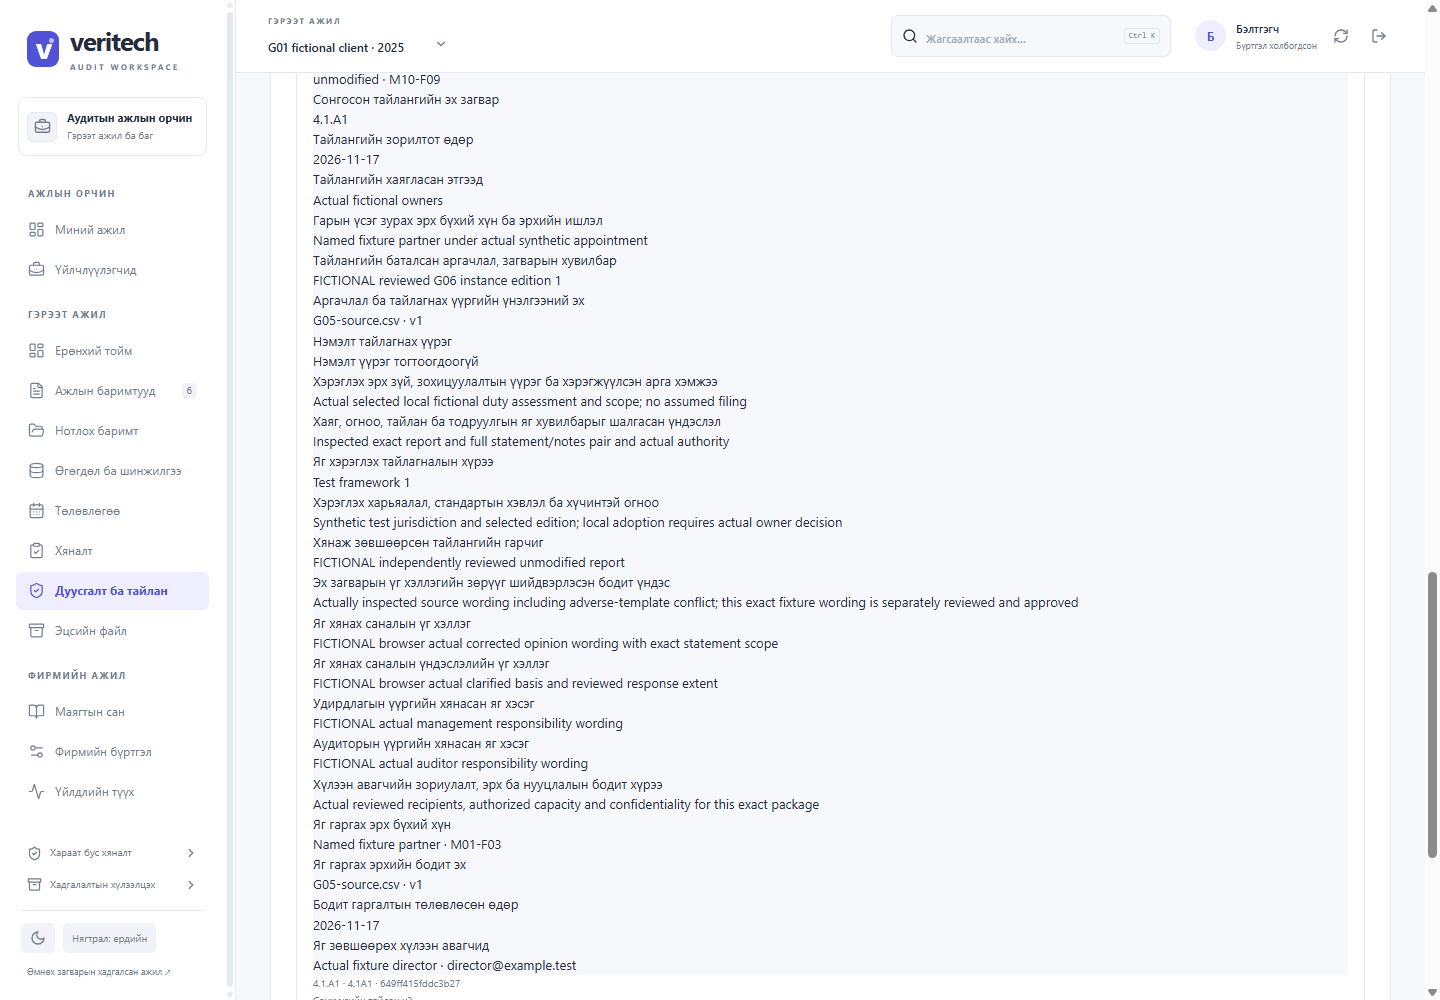 veritech
AUDIT WORKSPACE
Аудитын ажлын орчин
Гэрээт ажил ба баг
АЖЛЫН ОРЧИН
Миний ажил
Үйлчлүүлэгчид
ГЭРЭЭТ АЖИЛ
Ерөнхий тойм
Ажлын баримтууд
6
Нотлох баримт
Өгөгдөл ба шинжилгээ
Төлөвлөгөө
Хяналт
Дуусгалт ба тайлан
Эцсийн файл
ФИРМИЙН АЖИЛ
Маягтын сан
Фирмийн бүртгэл
Үйлдлийн түүх
Хараат бус хяналт
Хадгалалтын хүлээлцэх
Нягтрал: ердийн
Өмнөх загварын хадгалсан ажил ↗
ГЭРЭЭТ АЖИЛ
G01 fictional client · 2025
Жагсаалтаас хайх...
Ctrl K
Б
Бэлтгэгч
Бүртгэл холбогдсон
unmodified · M10-F09
Сонгосон тайлангийн эх загвар
4.1.A1
Тайлангийн зорилтот өдөр
2026-11-17
Тайлангийн хаягласан этгээд
Actual fictional owners
Гарын үсэг зурах эрх бүхий хүн ба эрхийн ишлэл
Named fixture partner under actual synthetic appointment
Тайлангийн баталсан аргачлал, загварын хувилбар
FICTIONAL reviewed G06 instance edition 1
Аргачлал ба тайлагнах үүргийн үнэлгээний эх
G05-source.csv · v1
Нэмэлт тайлагнах үүрэг
Нэмэлт үүрэг тогтоогдоогүй
Хэрэглэх эрх зүй, зохицуулалтын үүрэг ба хэрэгжүүлсэн арга хэмжээ
Actual selected local fictional duty assessment and scope; no assumed filing
Хаяг, огноо, тайлан ба тодруулгын яг хувилбарыг шалгасан үндэслэл
Inspected exact report and full statement/notes pair and actual authority
Яг хэрэглэх тайлагналын хүрээ
Test framework 1
Хэрэглэх харьяалал, стандартын хэвлэл ба хүчинтэй огноо
Synthetic test jurisdiction and selected edition; local adoption requires actual owner decision
Хянаж зөвшөөрсөн тайлангийн гарчиг
FICTIONAL independently reviewed unmodified report
Эх загварын үг хэллэгийн зөрүүг шийдвэрлэсэн бодит үндэс
Actually inspected source wording including adverse-template conflict; this exact fixture wording is separately reviewed and approved
Яг хянах саналын үг хэллэг
FICTIONAL browser actual corrected opinion wording with exact statement scope
Яг хянах саналын үндэслэлийн үг хэллэг
FICTIONAL browser actual clarified basis and reviewed response extent
Удирдлагын үүргийн хянасан яг хэсэг
FICTIONAL actual management responsibility wording
Аудиторын үүргийн хянасан яг хэсэг
FICTIONAL actual auditor responsibility wording
Хүлээн авагчийн зориулалт, эрх ба нууцлалын бодит хүрээ
Actual reviewed recipients, authorized capacity and confidentiality for this exact package
Яг гаргах эрх бүхий хүн
Named fixture partner · M01-F03
Яг гаргах эрхийн бодит эх
G05-source.csv · v1
Бодит гаргалтын төлөвлөсөн өдөр
2026-11-17
Яг зөвшөөрөх хүлээн авагчид
Actual fixture director · director@example.test
4.1.A1 · 4.1A1 · 649ff415fddc3b27